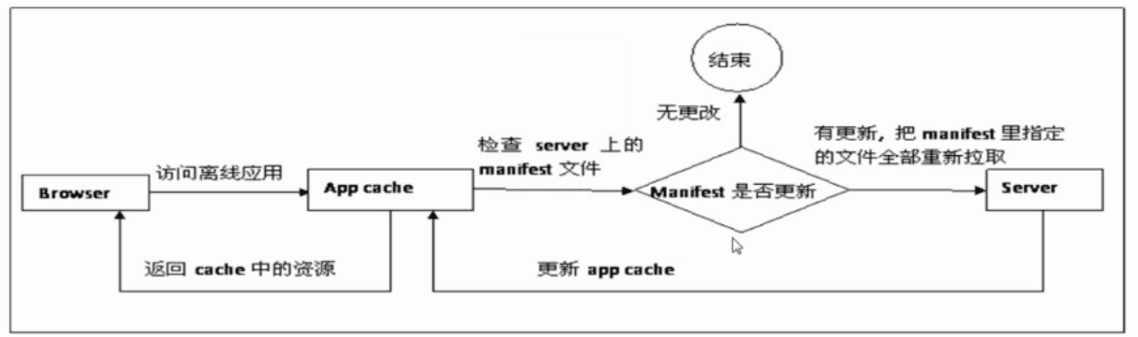 结束
无更改
检查 server 上的
manifest 文件
有更新, 把 manifest 里指定
的文件全部重新拉取
访问离线应用
Browser
App cache
Manifest 是否更新
Server
返回 cache 中的资源
更新 app cache